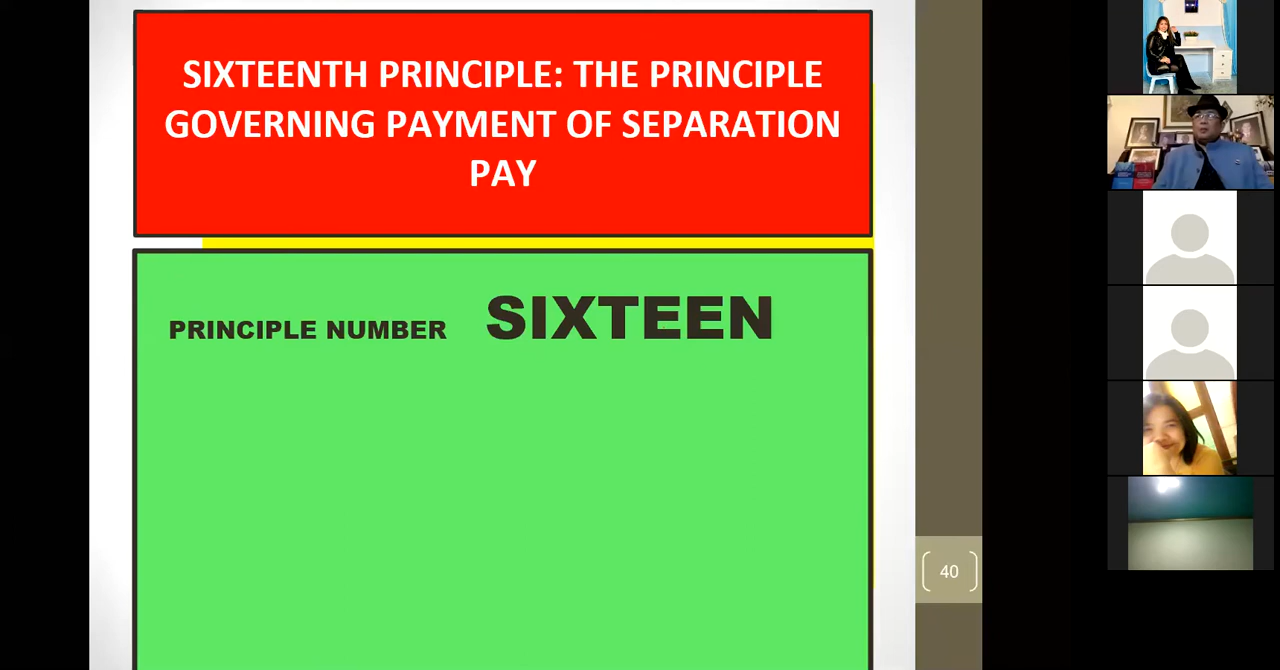 SIXTEENTH PRINCIPLE: THE PRINCIPLE
GOVERNING PAYMENT OF SEPARATION
PAY
PRINCIPLE NUMBER SIXTEEN
40